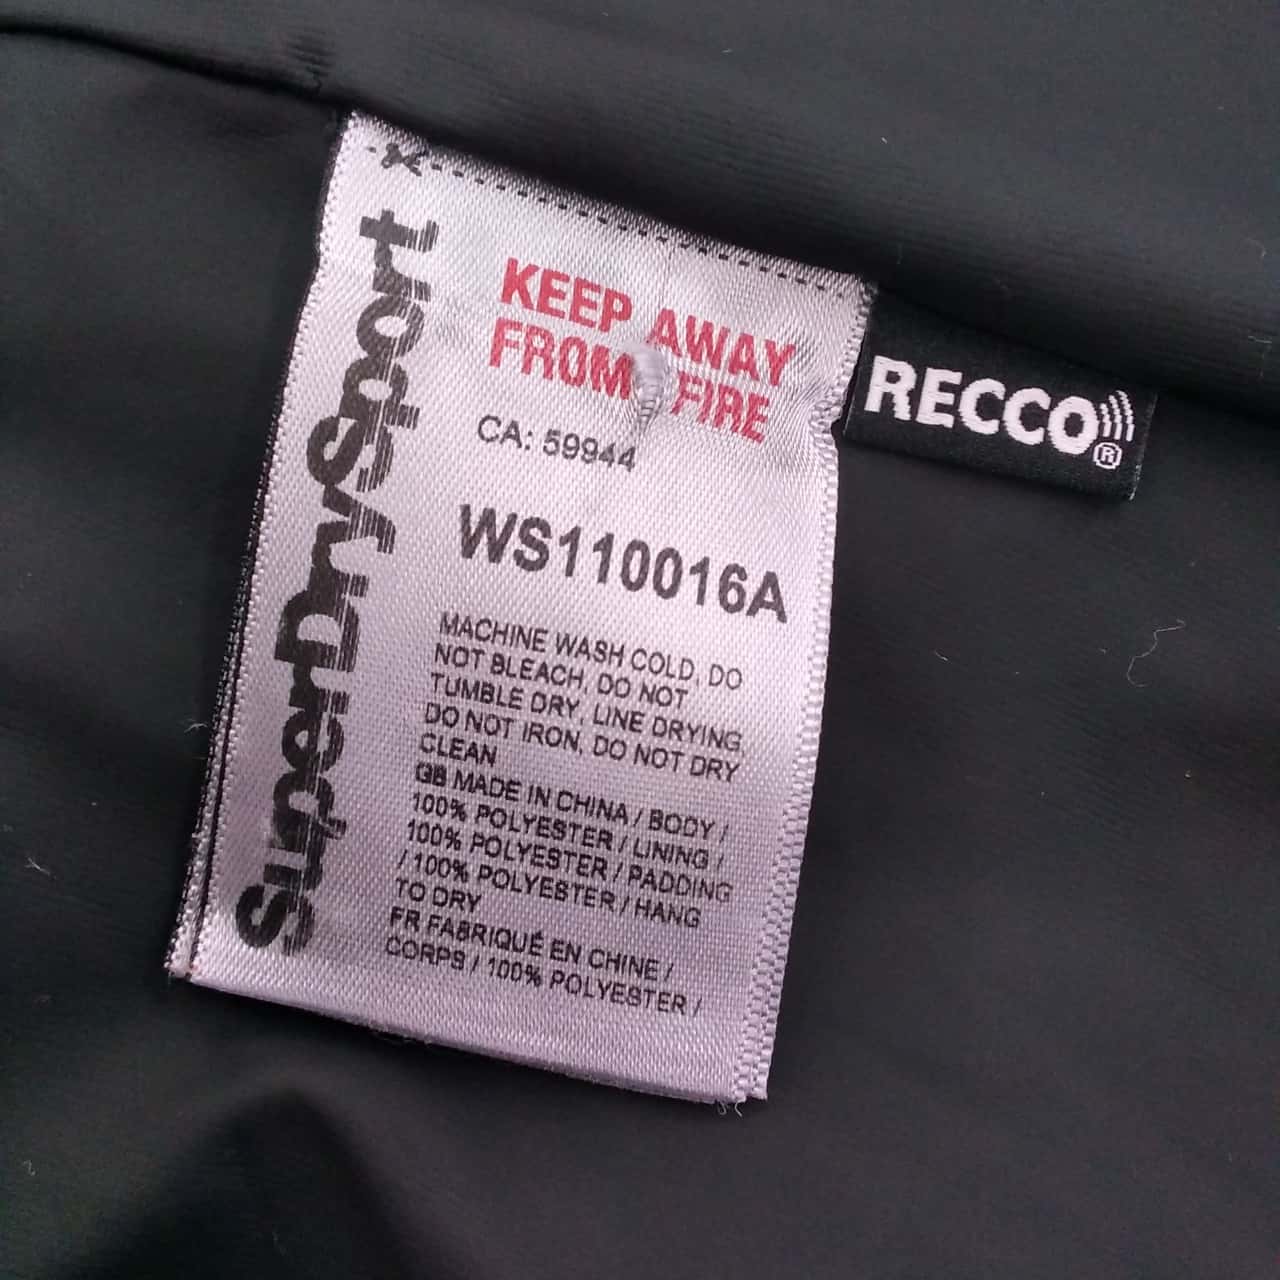 SuperDrySport
KEEP AWAY
FROM FIRE
CA: 59944
WS110016A
MACHINE WASH COLD, DO
NOT BLEACH, DO NOT
TUMBLE DRY, LINE DRYING,
DO NOT IRON, DO NOT DRY
CLEAN
GB MADE IN CHINA / BODY /
100% POLYESTER / LINING /
100% POLYESTER / PADDING
/ 100% POLYESTER / HANG
TO DRY
FR FABRIQUÉ EN CHINE /
CORPS / 100% POLYESTER /
RECCO®